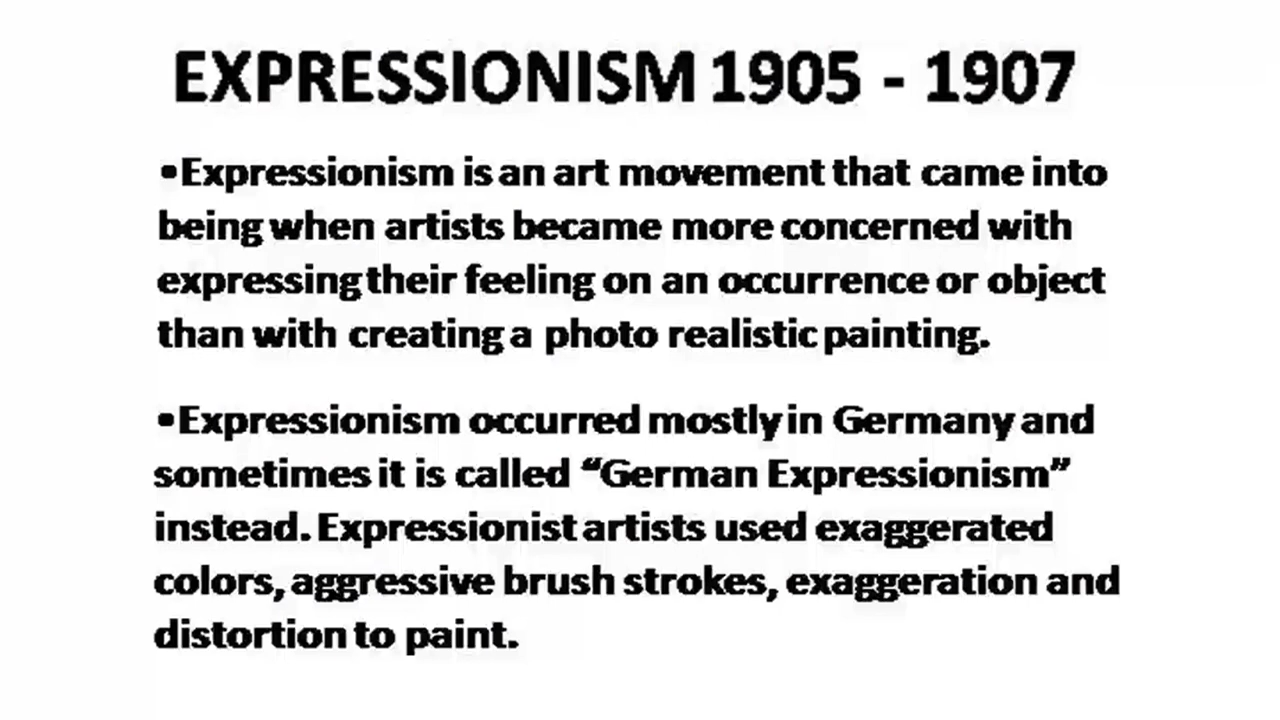 EXPRESSIONISM 1905 - 1907
•Expressionism is an art movement that came into
being when artists became more concerned with
expressing their feeling on an occurrence or object
than with creating a photo realistic painting.
•Expressionism occurred mostly in Germany and
sometimes it is called “German Expressionism”
instead. Expressionist artists used exaggerated
colors, aggressive brush strokes, exaggeration and
distortion to paint.